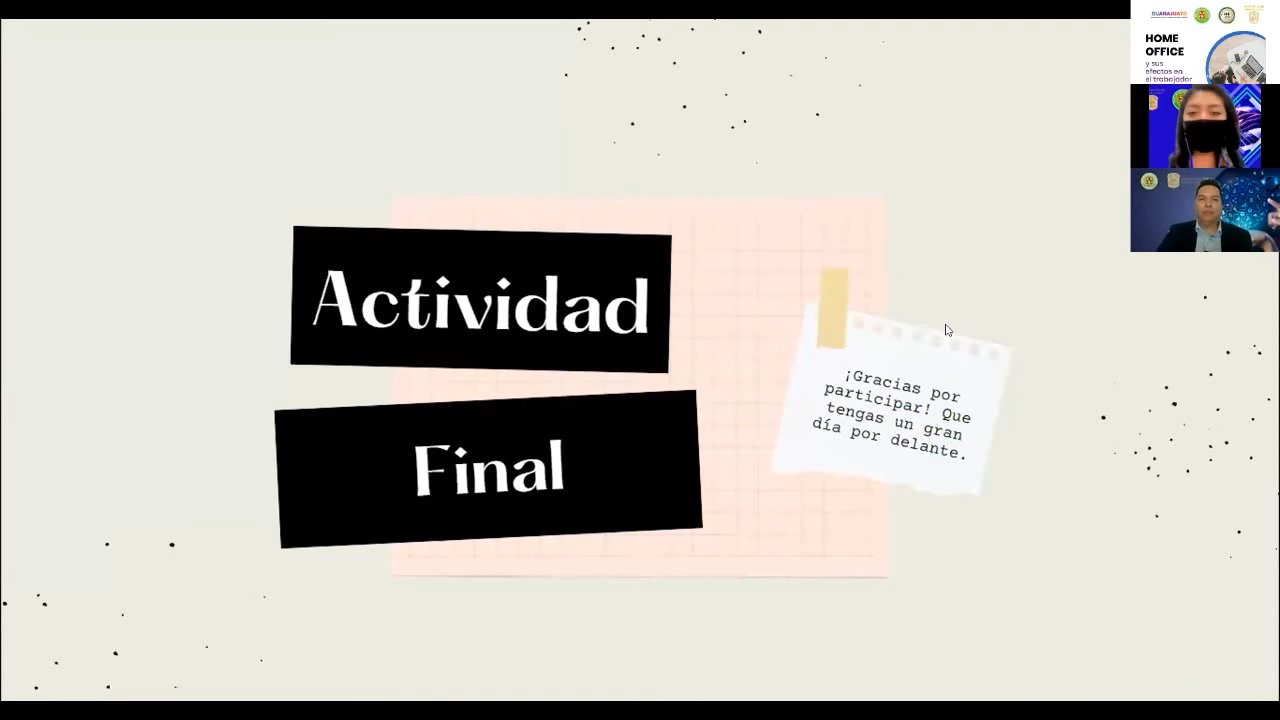 Actividad
Final
¡Gracias por
participar! Que
tengas un gran
día por delante.
GUANAJUATO
HOME
OFFICE
y sus
efectos en
el trabajador